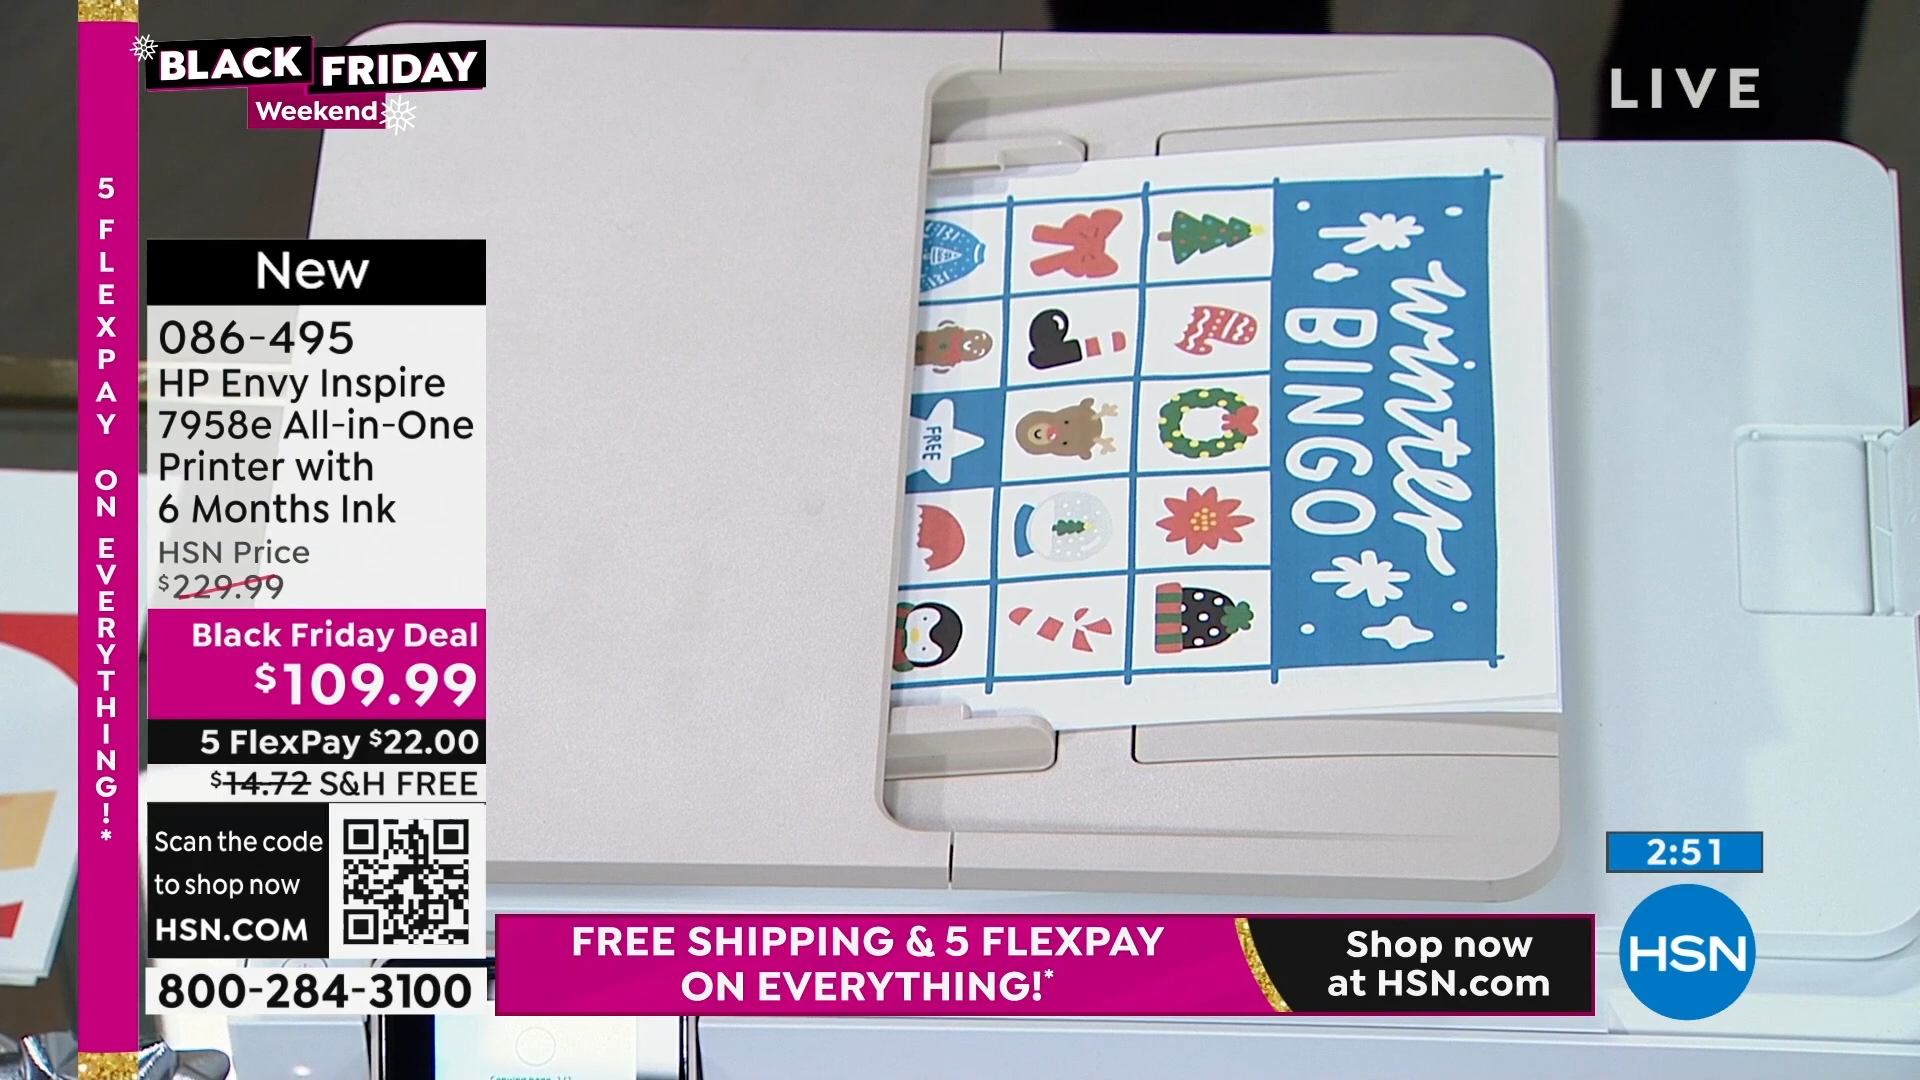 BLACK FRIDAY
Weekend
LIVE
5 FLEXPAY ON EVERYTHING!*
New
086-495
HP Envy Inspire
7958e All-in-One
Printer with
6 Months Ink
HSN Price
$229.99
Black Friday Deal
$109.99
5 FlexPay $22.00
$14.72 S&H FREE
Scan the code
to shop now
HSN.COM
800-284-3100
winter
BINGO
FREE
2:51
HSN
FREE SHIPPING & 5 FLEXPAY
ON EVERYTHING!*
Shop now
at HSN.com